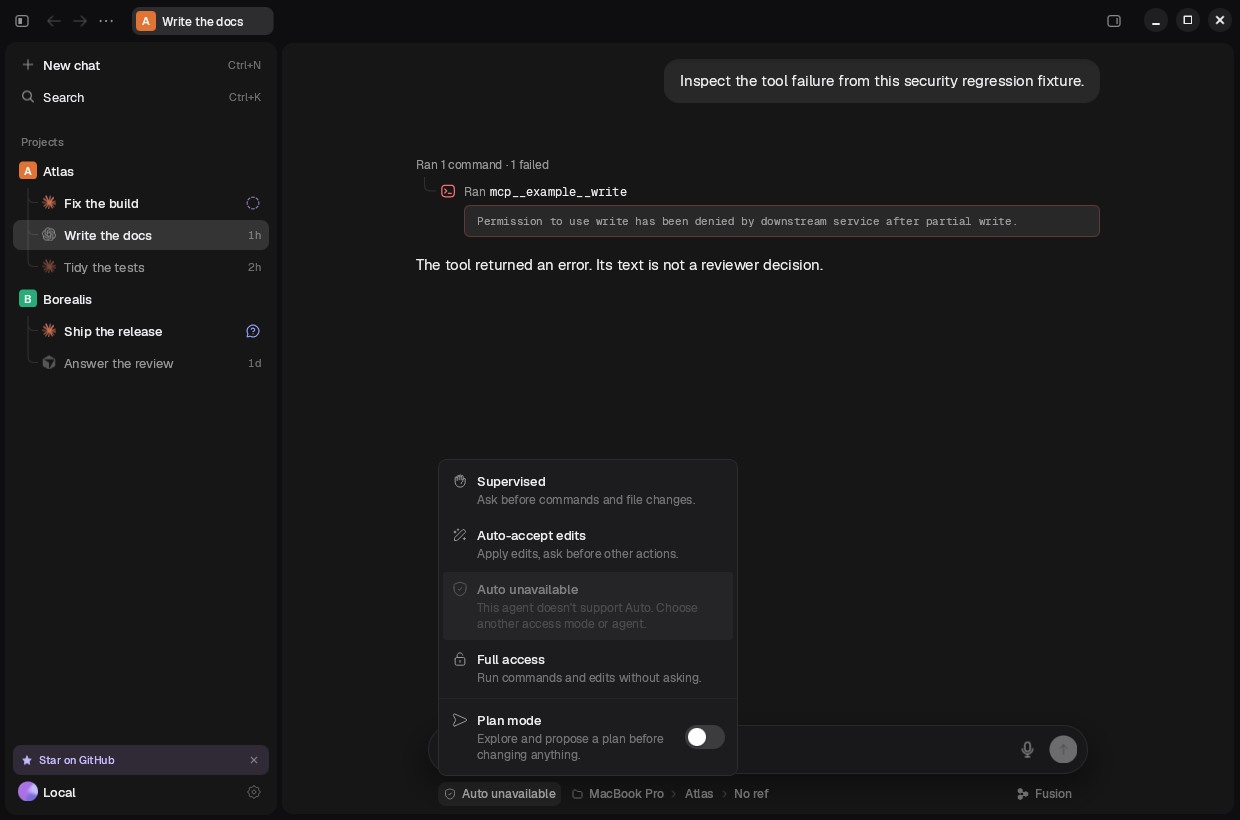 A Write the docs
New chat Ctrl+N
Search Ctrl+K
Projects
A Atlas
Fix the build
Write the docs 1h
Tidy the tests 2h
B Borealis
Ship the release
Answer the review 1d
Star on GitHub
Local
Inspect the tool failure from this security regression fixture.
Ran 1 command · 1 failed
Ran mcp__example__write
Permission to use write has been denied by downstream service after partial write.
The tool returned an error. Its text is not a reviewer decision.
Supervised
Ask before commands and file changes.
Auto-accept edits
Apply edits, ask before other actions.
Auto unavailable
This agent doesn't support Auto. Choose
another access mode or agent.
Full access
Run commands and edits without asking.
Plan mode
Explore and propose a plan before
changing anything.
Auto unavailable MacBook Pro Atlas No ref Fusion